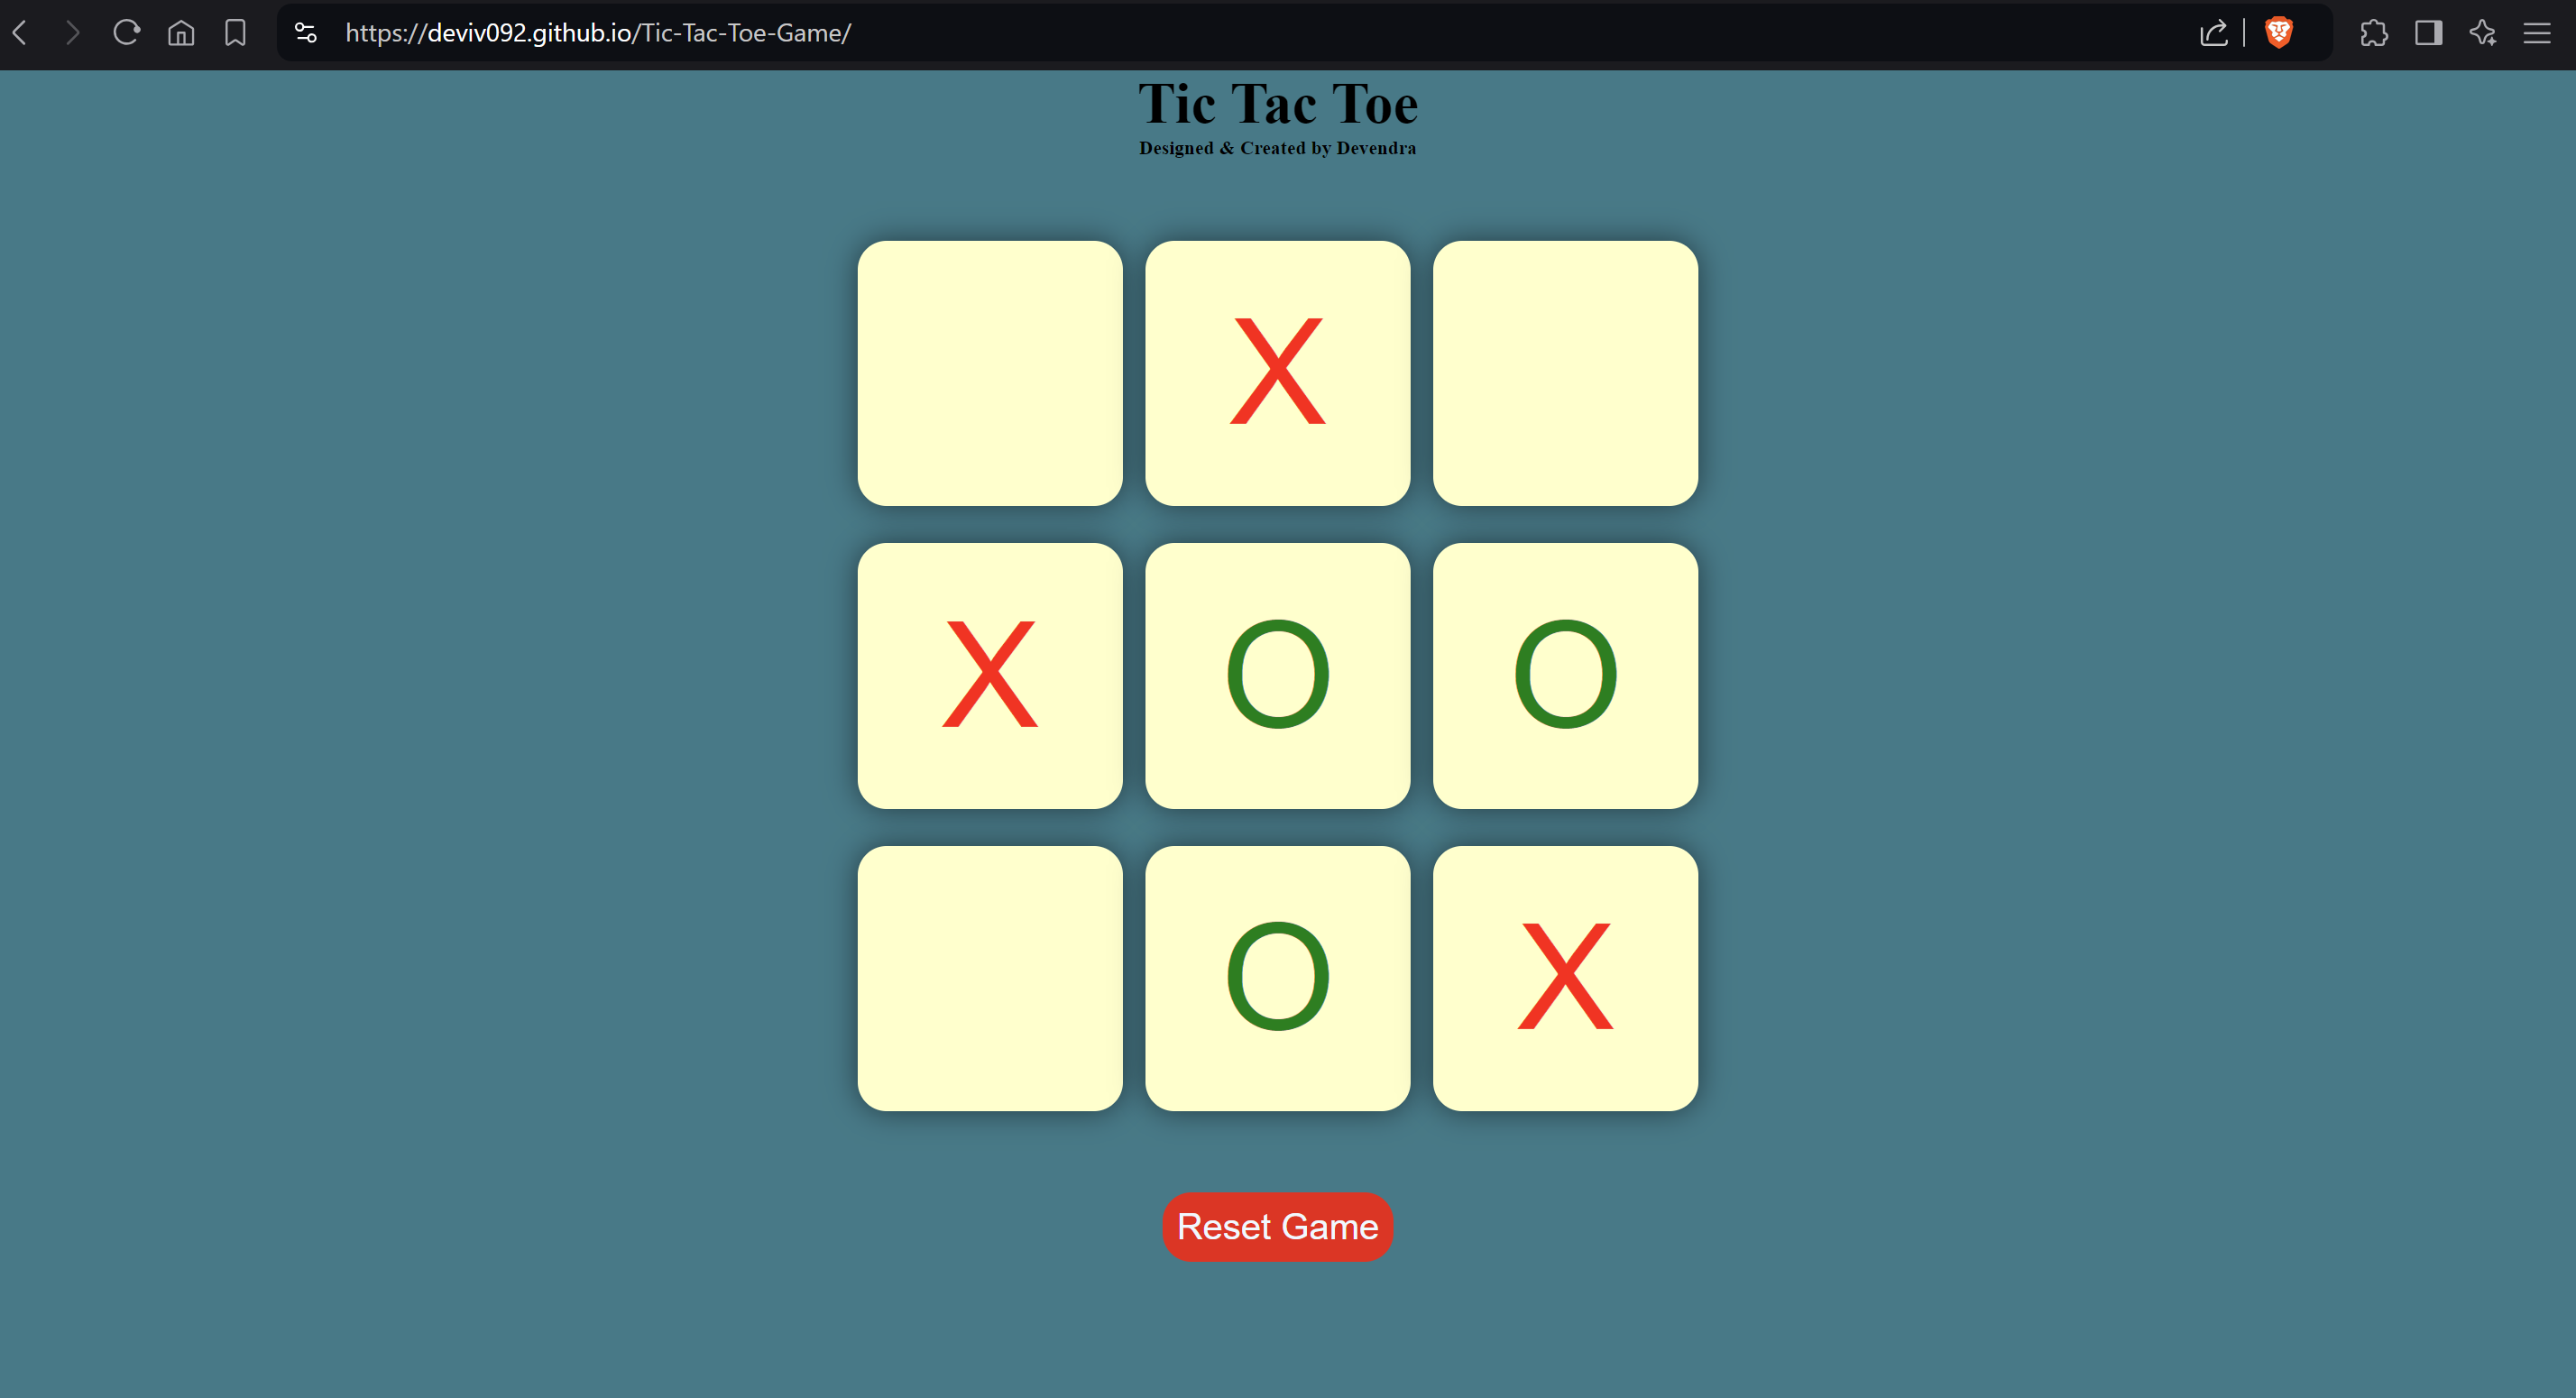 https://deviv092.github.io/Tic-Tac-Toe-Game/
Tic Tac Toe
Designed & Created by Devendra
X
X O O
O X
Reset Game